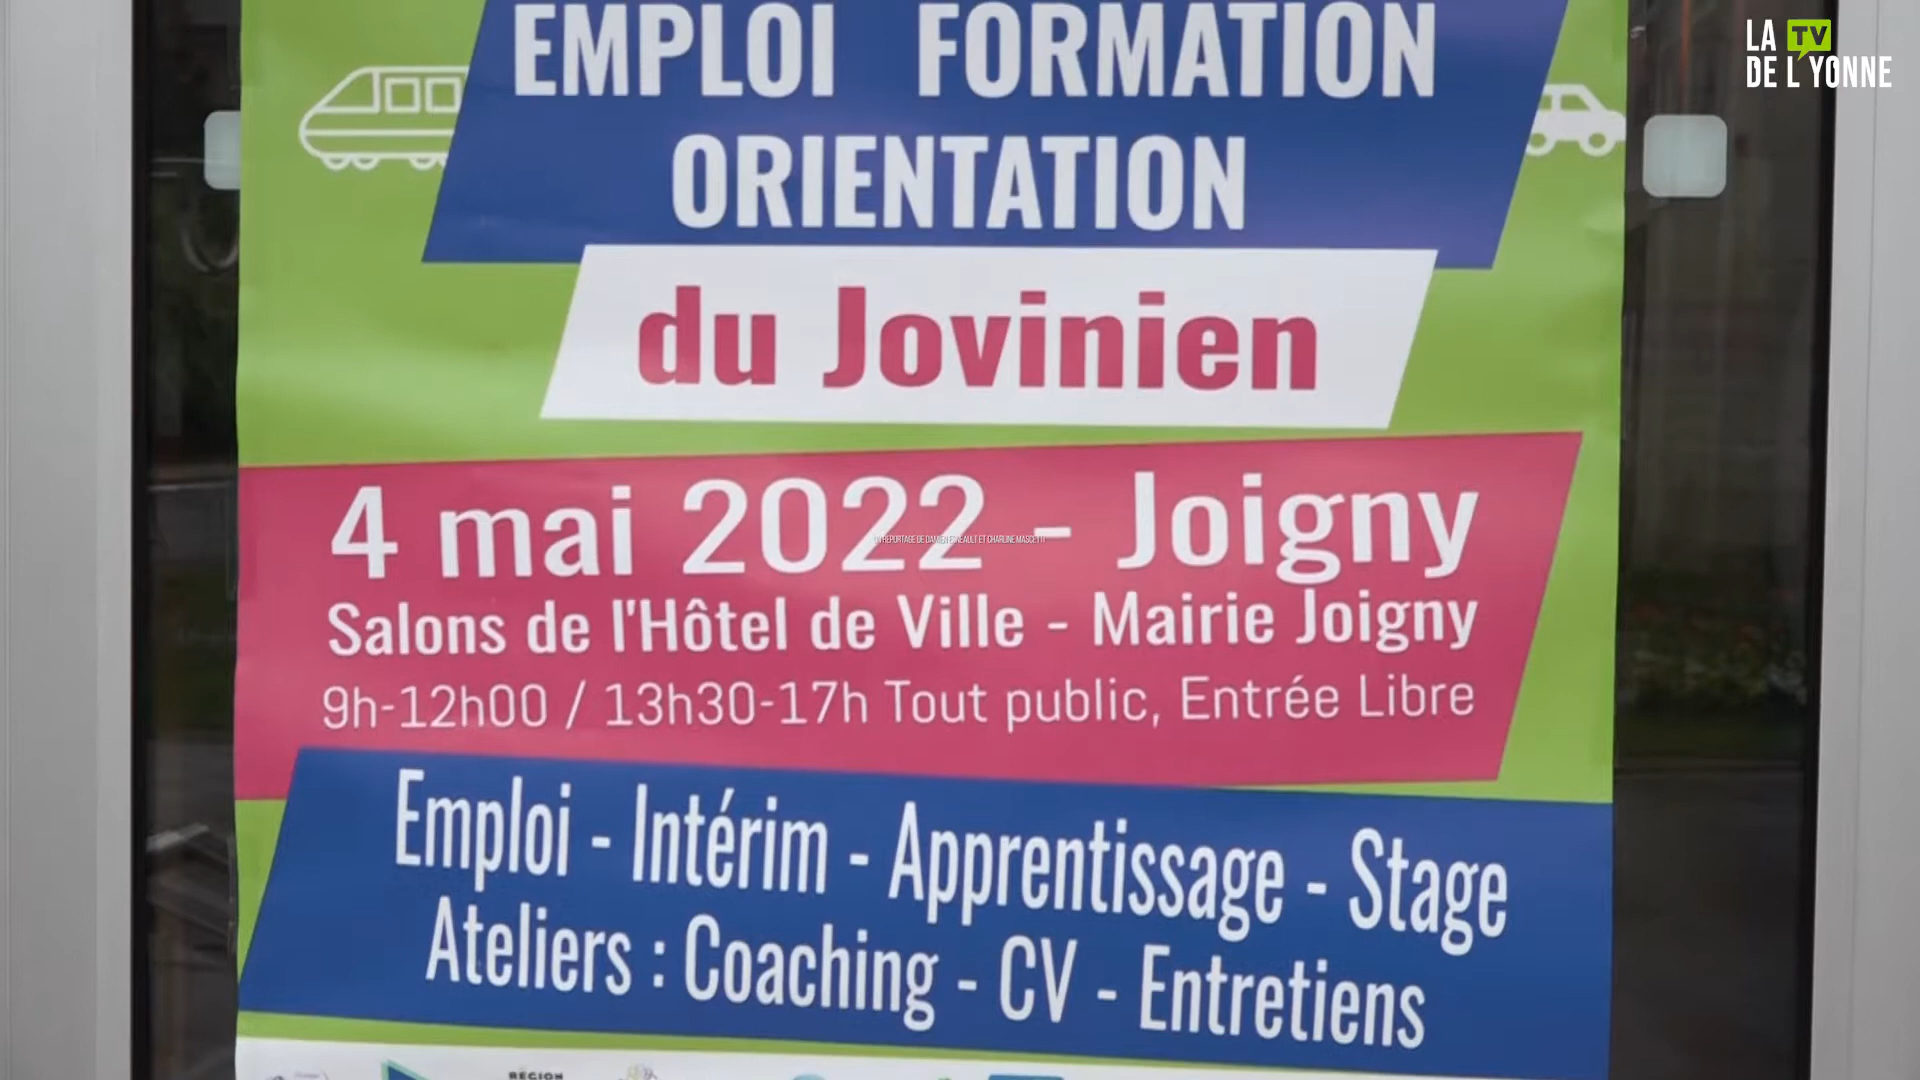 LA TV
DE L'YONNE
EMPLOI FORMATION
ORIENTATION
du Jovinien
4 mai 2022 - Joigny
Salons de l'Hôtel de Ville - Mairie Joigny
9h-12h00 / 13h30-17h Tout public, Entrée Libre
Emploi - Intérim - Apprentissage - Stage
Ateliers : Coaching - CV - Entretiens
RÉGION